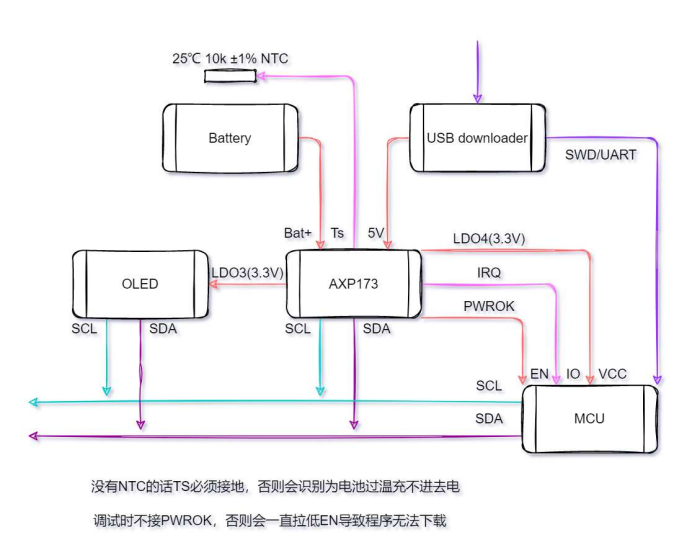 25℃ 10k ±1% NTC
Battery
USB downloader
SWD/UART
Bat+
Ts
5V
LDO4(3.3V)
OLED
LDO3(3.3V)
AXP173
IRQ
PWROK
SCL
SDA
SCL
SDA
EN
IO
VCC
SCL
MCU
SDA
没有NTC的话TS必须接地，否则会识别为电池过温充不进去电
调试时不接PWROK，否则会一直拉低EN导致程序无法下载